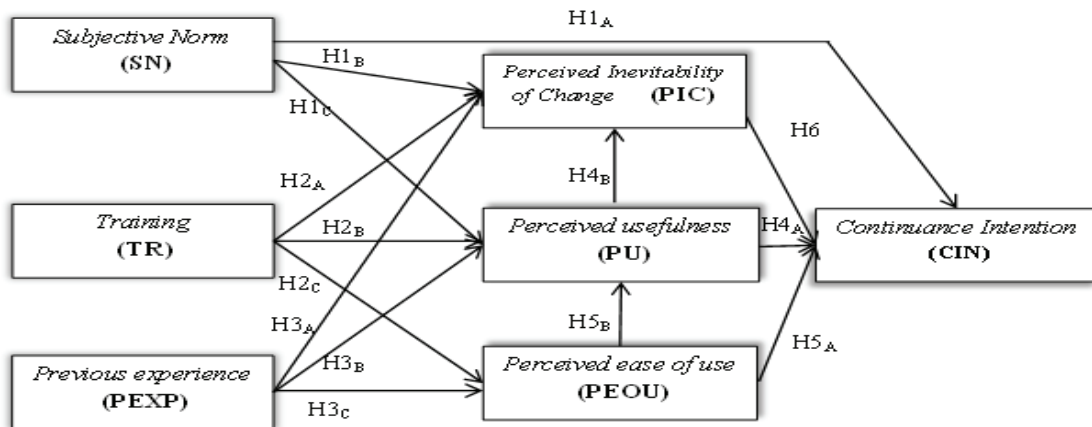 H1A
Subjective Norm
(SN)
H1B
Perceived Inevitability
of Change (PIC)
H1C
H6
H2A
H4B
Training
(TR)
H2B
Perceived usefulness
(PU)
H4A
Continuance Intention
(CIN)
H2C
H3A
H5B
Previous experience
(PEXP)
H3B
Perceived ease of use
(PEOU)
H5A
H3C